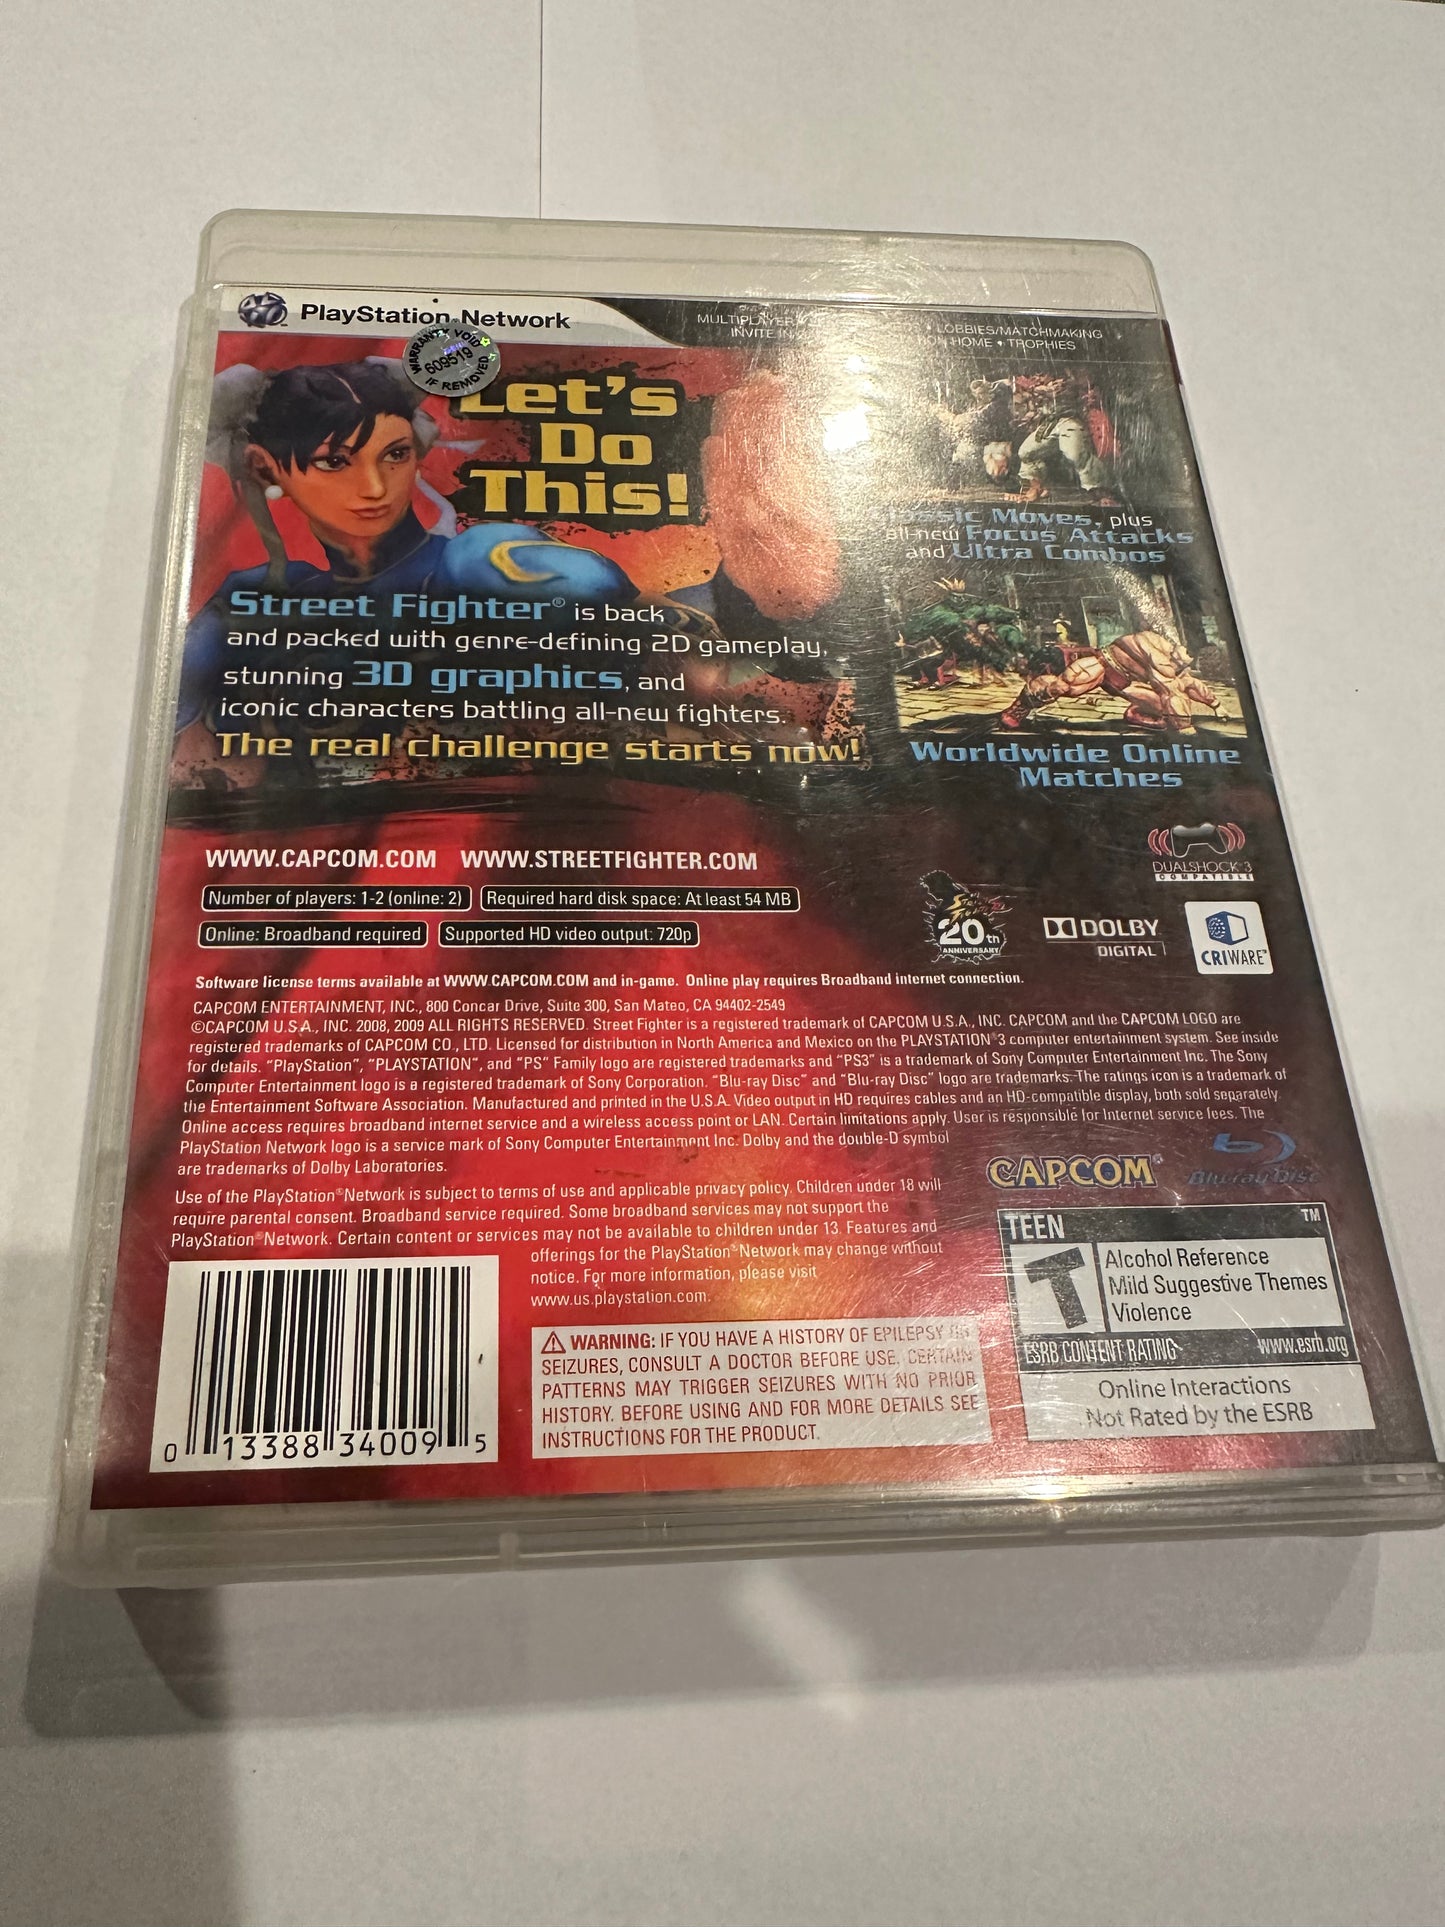 PlayStation Network
MULTIPLAYER
LOBBIES/MATCHMAKING
INVITE IN
HOME • TROPHIES
WARRANTY VOID
609519
IF REMOVED
Let's
Do
This!
Moves, plus
all-new Focus Attacks
and Ultra Combos
Street Fighter® is back
and packed with genre-defining 2D gameplay,
stunning 3D graphics, and
iconic characters battling all-new fighters.
The real challenge starts now!
Worldwide Online
Matches
WWW.CAPCOM.COM WWW.STREETFIGHTER.COM
Number of players: 1-2 (online: 2)
Required hard disk space: At least 54 MB
Online: Broadband required
Supported HD video output: 720p
DUALSHOCK®3
COMPATIBLE
Street Fighter
20th
ANNIVERSARY
DOLBY
DIGITAL
CRIWARE™
Software license terms available at WWW.CAPCOM.COM and in-game. Online play requires Broadband internet connection.
CAPCOM ENTERTAINMENT, INC., 800 Concar Drive, Suite 300, San Mateo, CA 94402-2549
©CAPCOM U.S.A., INC. 2008, 2009 ALL RIGHTS RESERVED. Street Fighter is a registered trademark of CAPCOM U.S.A., INC. CAPCOM and the CAPCOM LOGO are
registered trademarks of CAPCOM CO., LTD. Licensed for distribution in North America and Mexico on the PLAYSTATION®3 computer entertainment system. See inside
for details. "PlayStation", "PLAYSTATION", and "PS" Family logo are registered trademarks and "PS3" is a trademark of Sony Computer Entertainment Inc. The Sony
Computer Entertainment logo is a registered trademark of Sony Corporation. "Blu-ray Disc" and "Blu-ray Disc" logo are trademarks. The ratings icon is a trademark of
the Entertainment Software Association. Manufactured and printed in the U.S.A. Video output in HD requires cables and an HD-compatible display, both sold separately.
Online access requires broadband internet service and a wireless access point or LAN. Certain limitations apply. User is responsible for Internet service fees. The
PlayStation Network logo is a service mark of Sony Computer Entertainment Inc. Dolby and the double-D symbol
are trademarks of Dolby Laboratories.
CAPCOM®
Blu-ray Disc
Use of the PlayStation®Network is subject to terms of use and applicable privacy policy. Children under 18 will
require parental consent. Broadband service required. Some broadband services may not support the
PlayStation®Network. Certain content or services may not be available to children under 13. Features and
offerings for the PlayStation®Network may change without
notice. For more information, please visit
www.us.playstation.com.
TEEN
TM
T
Alcohol Reference
Mild Suggestive Themes
Violence
ESRB CONTENT RATING
www.esrb.org
Online Interactions
Not Rated by the ESRB
WARNING: IF YOU HAVE A HISTORY OF EPILEPSY OR
SEIZURES, CONSULT A DOCTOR BEFORE USE. CERTAIN
PATTERNS MAY TRIGGER SEIZURES WITH NO PRIOR
HISTORY. BEFORE USING AND FOR MORE DETAILS SEE
INSTRUCTIONS FOR THE PRODUCT.
0 13388 34009 5